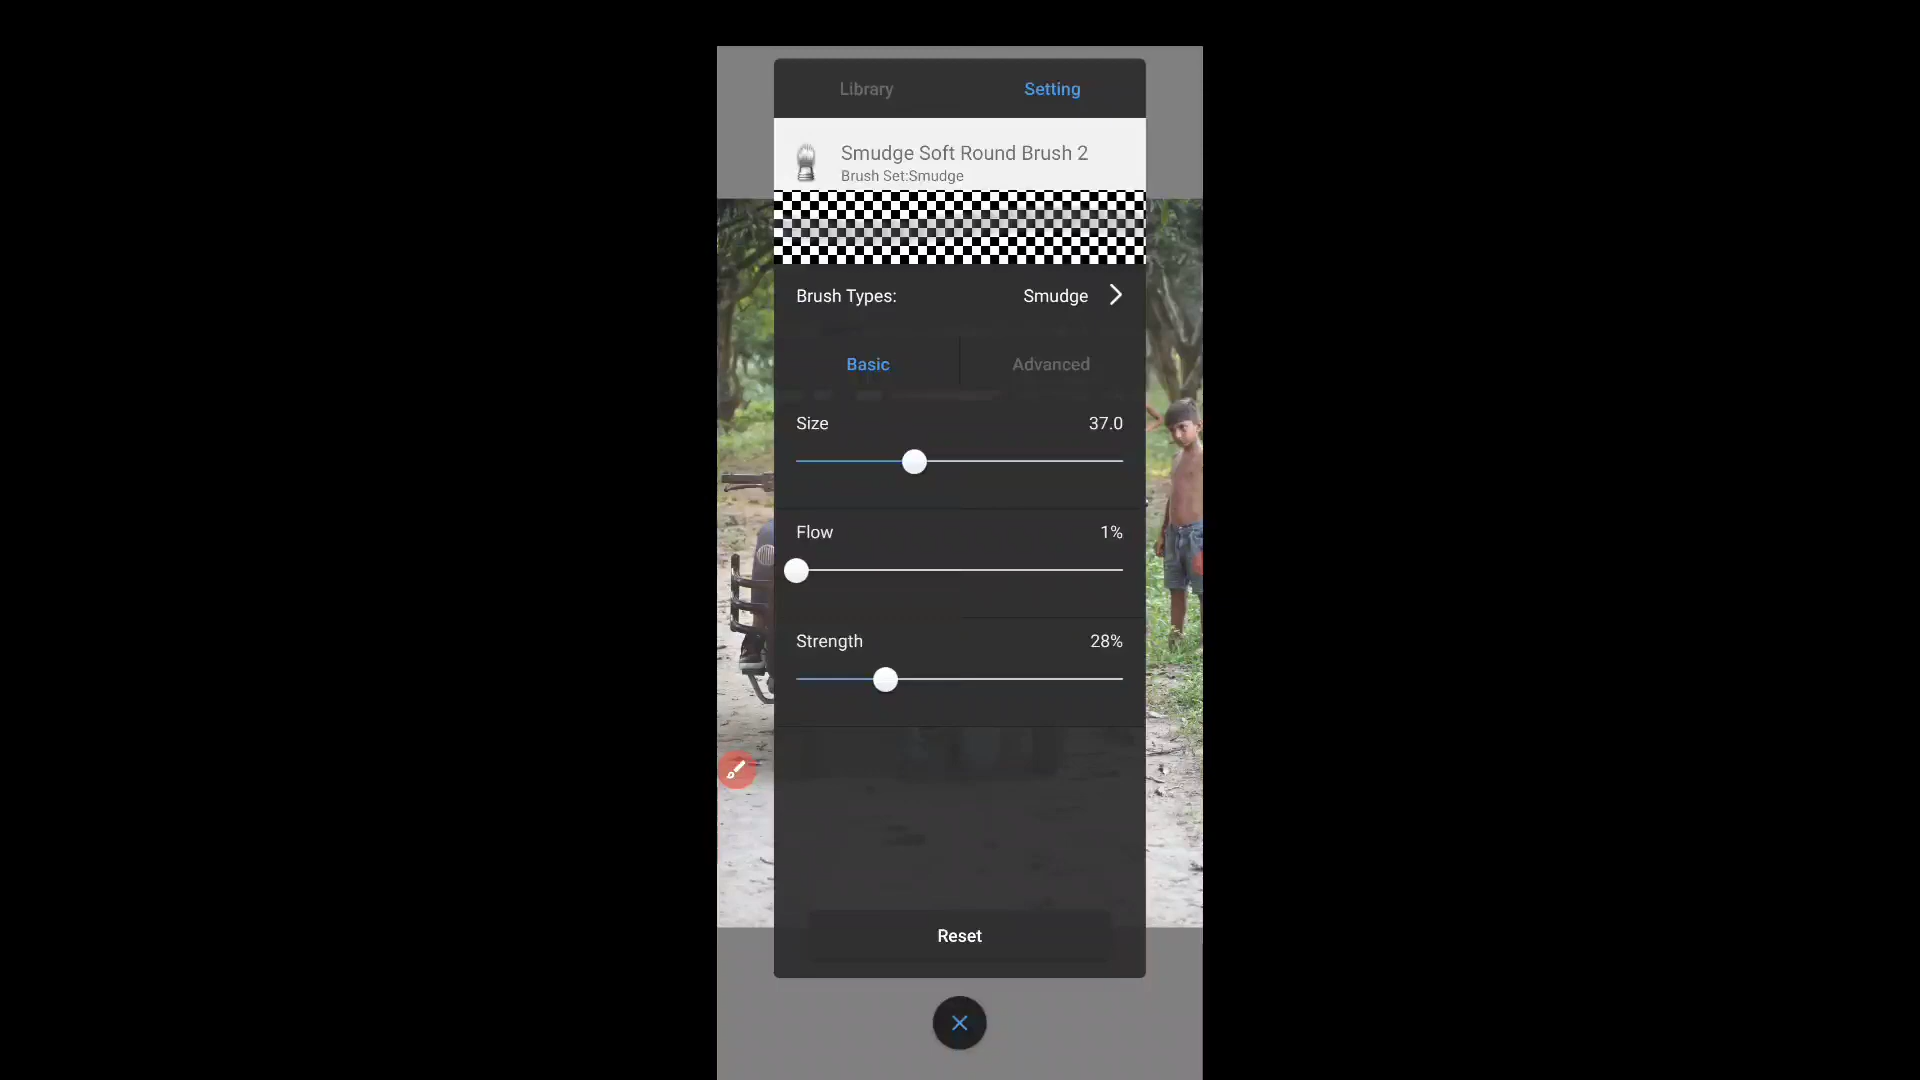 Library Setting
Smudge Soft Round Brush 2
Brush Set:Smudge
Brush Types: Smudge
Basic Advanced
Size 37.0
Flow 1%
Strength 28%
Reset